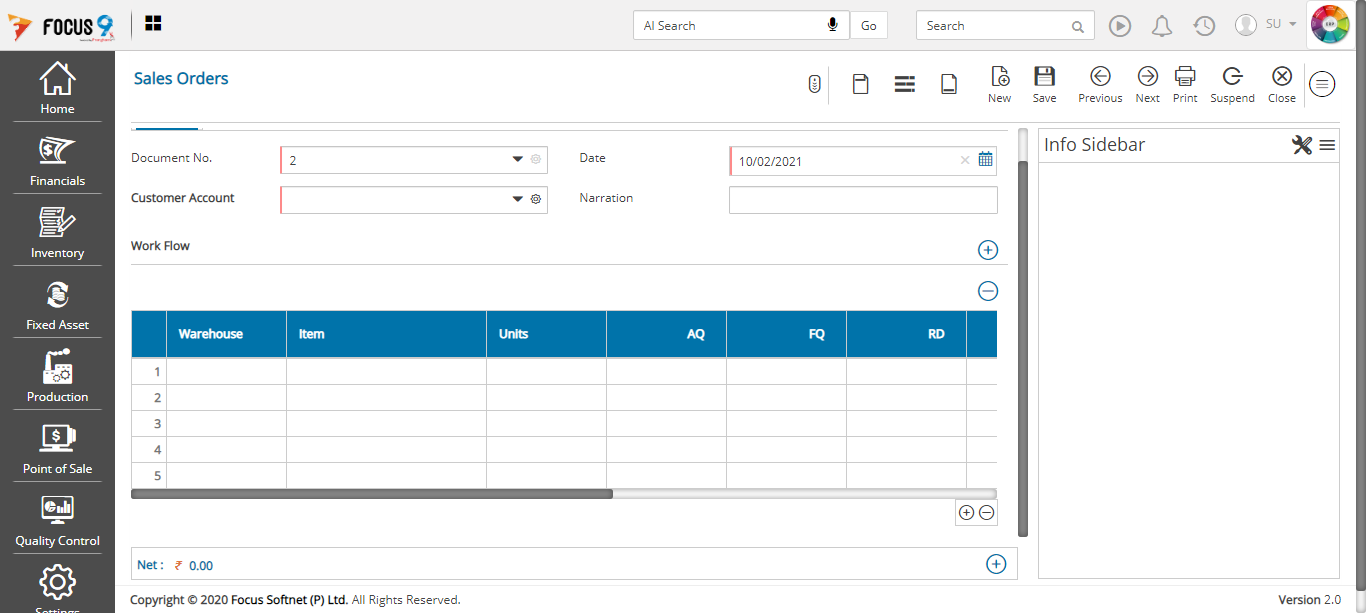 FOCUS 9
AI Search
Go
Search
SU
ERP
Home
Financials
Inventory
Fixed Asset
Production
Point of Sale
Quality Control
Settings
Sales Orders
New
Save
Previous
Next
Print
Suspend
Close
Document No.
2
Date
10/02/2021
Customer Account
Narration
Work Flow
Warehouse Item Units AQ FQ RD
1
2
3
4
5
Net : ₹ 0.00
Info Sidebar
Copyright © 2020 Focus Softnet (P) Ltd. All Rights Reserved.
Version 2.0